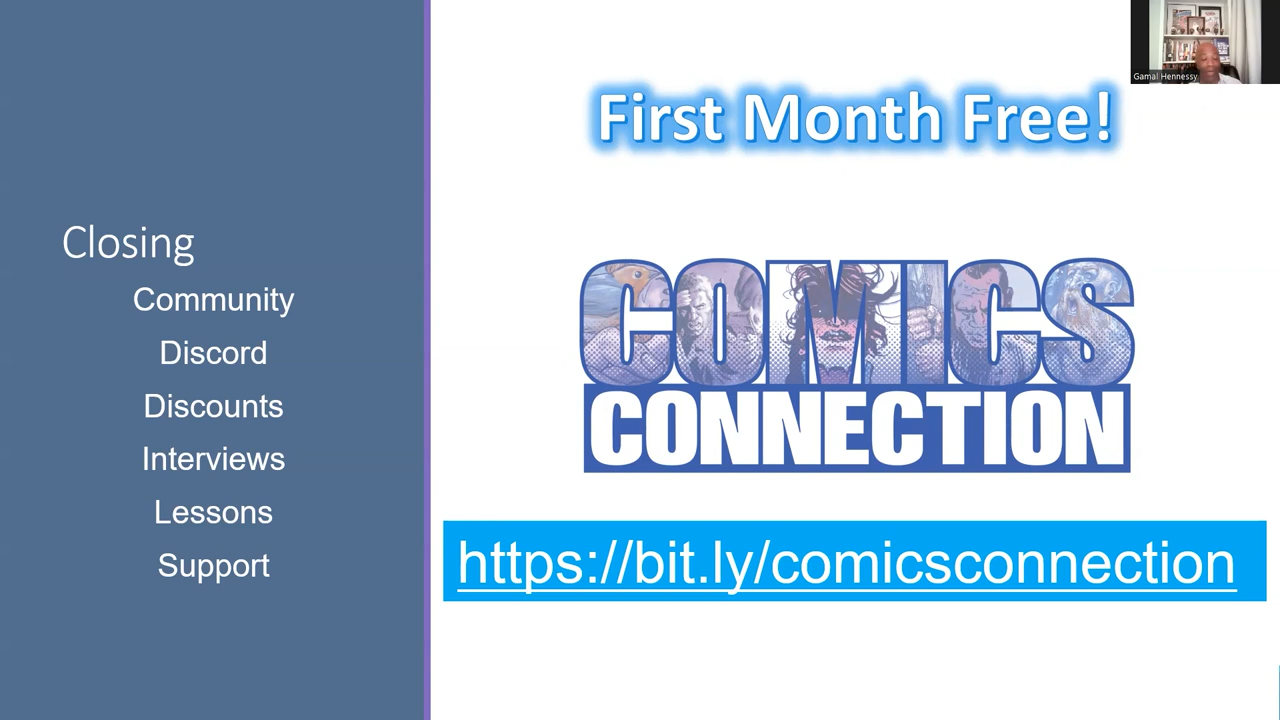 Closing
Community
Discord
Discounts
Interviews
Lessons
Support
First Month Free!
COMICS
CONNECTION
https://bit.ly/comicsconnection
Gamal Hennessy